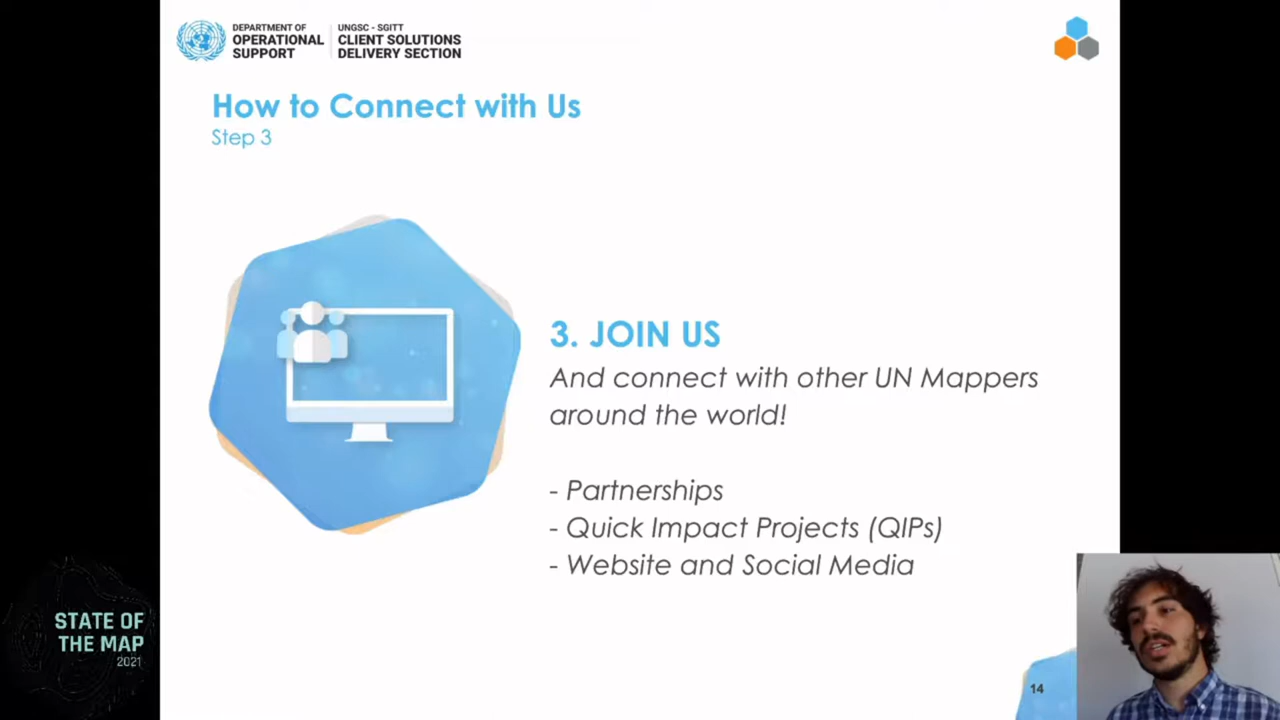 DEPARTMENT OF
OPERATIONAL
SUPPORT
UNGSC - SGITT
CLIENT SOLUTIONS
DELIVERY SECTION
How to Connect with Us
Step 3
3. JOIN US
And connect with other UN Mappers
around the world!
- Partnerships
- Quick Impact Projects (QIPs)
- Website and Social Media
STATE OF
THE MAP
2021
14